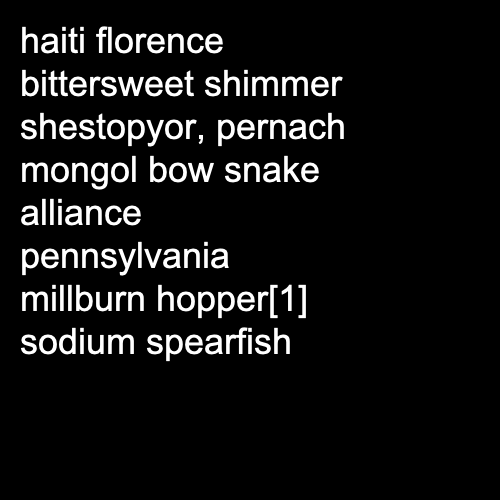 haiti florence
bittersweet shimmer
shestopyor, pernach
mongol bow snake
alliance
pennsylvania
millburn hopper[1]
sodium spearfish